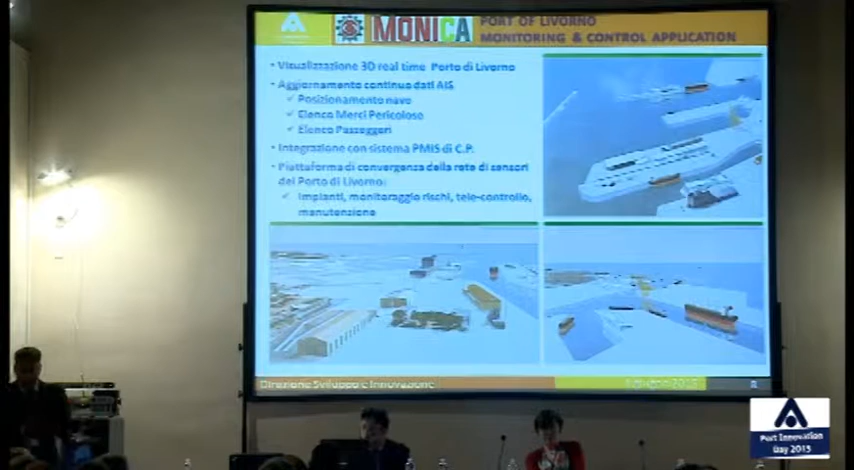 MONICA
PORT OF LIVORNO
MONITORING & CONTROL APPLICATION
• Visualizzazione 3D real time Porto di Livorno
• Aggiornamento continuo dati AIS
✓ Posizionamento nave
✓ Elenco Merci Pericolose
✓ Elenco Passeggeri
• Integrazione con sistema PMIS di C.P.
• Piattaforma di convergenza della rete di sensori
del Porto di Livorno:
✓ Impianti, monitoraggio rischi, tele-controllo,
manutenzione
Direzione Sviluppo e Innovazione
Port Innovation
Day 2015